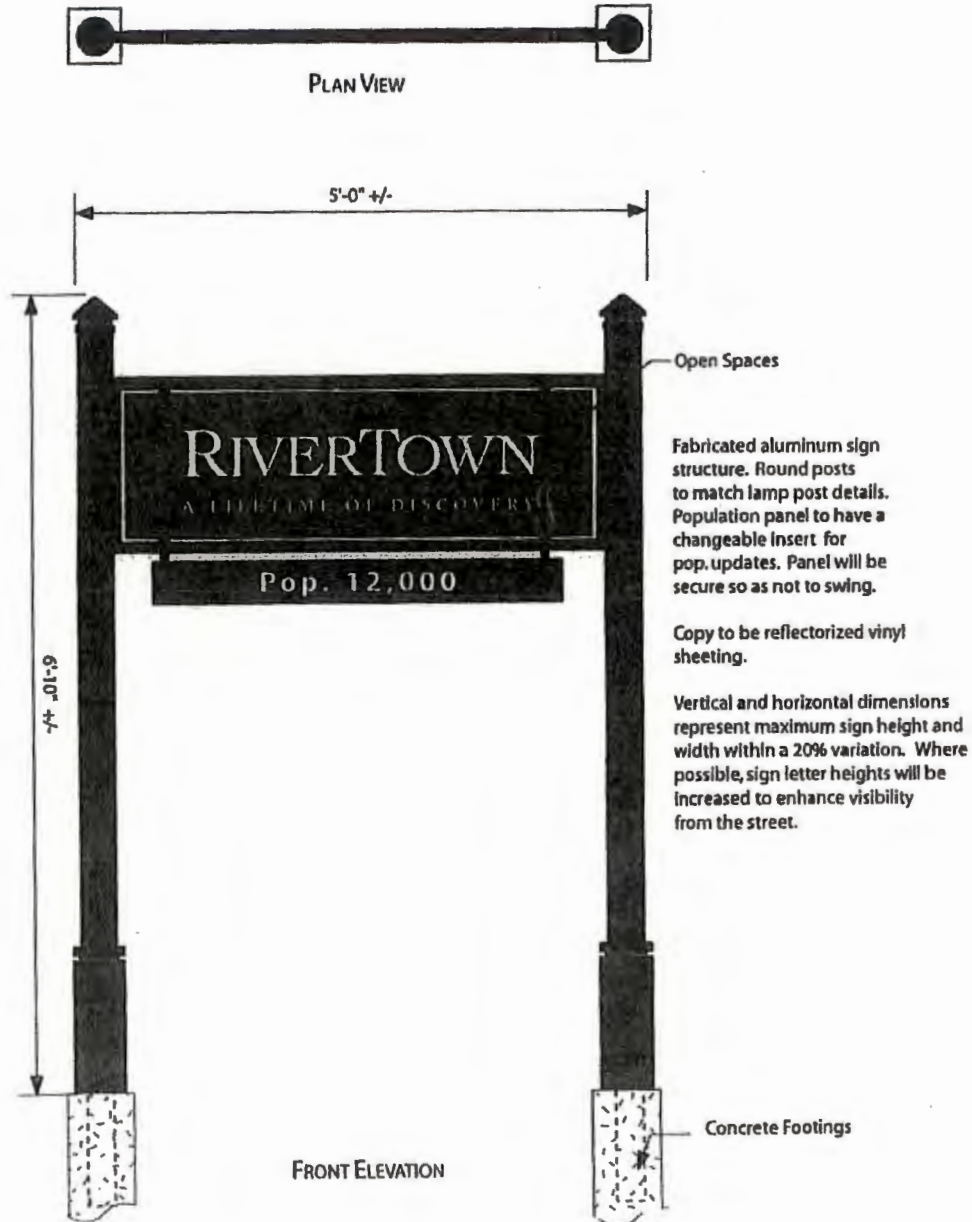 PLAN VIEW
5'-0" +/-
6'-10" +/-
Open Spaces
RIVERTOWN
A LIFETIME OF DISCOVERY
Pop. 12,000
Fabricated aluminum sign
structure. Round posts
to match lamp post details.
Population panel to have a
changeable insert for
pop. updates. Panel will be
secure so as not to swing.
Copy to be reflectorized vinyl
sheeting.
Vertical and horizontal dimensions
represent maximum sign height and
width within a 20% variation. Where
possible, sign letter heights will be
increased to enhance visibility
from the street.
Concrete Footings
FRONT ELEVATION